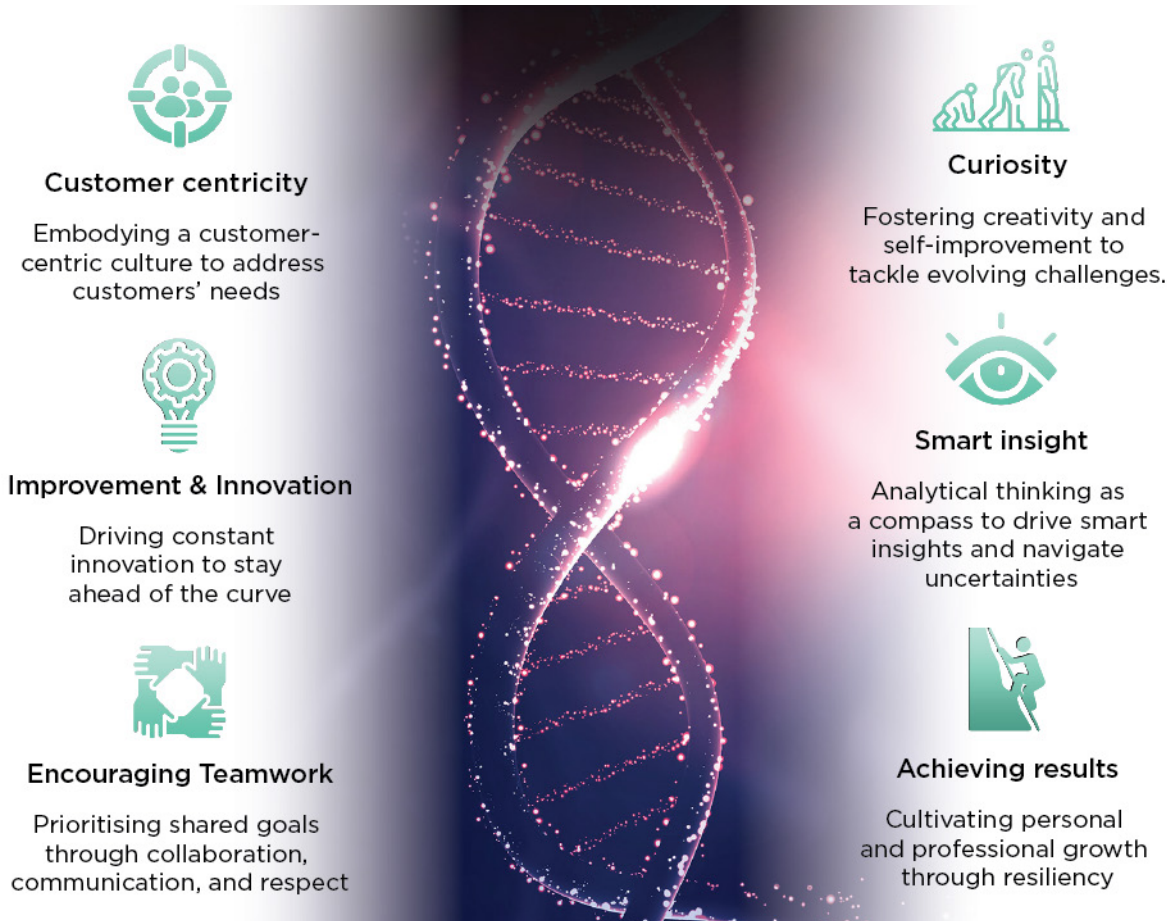 Customer centricity
Embodying a customer-
centric culture to address
customers’ needs
Improvement & Innovation
Driving constant
innovation to stay
ahead of the curve
Encouraging Teamwork
Prioritising shared goals
through collaboration,
communication, and respect
Curiosity
Fostering creativity and
self-improvement to
tackle evolving challenges.
Smart insight
Analytical thinking as
a compass to drive smart
insights and navigate
uncertainties
Achieving results
Cultivating personal
and professional growth
through resiliency